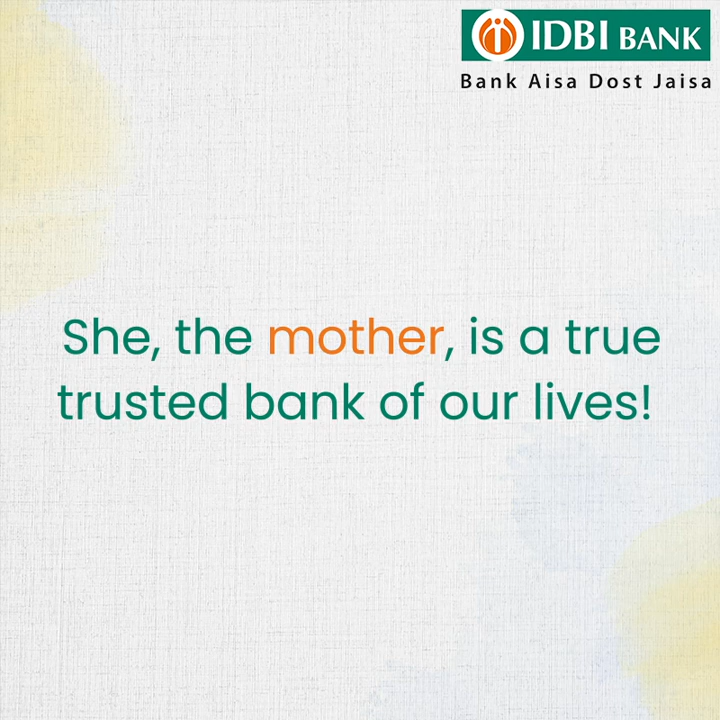 IDBI BANK
Bank Aisa Dost Jaisa
She, the mother, is a true
trusted bank of our lives!